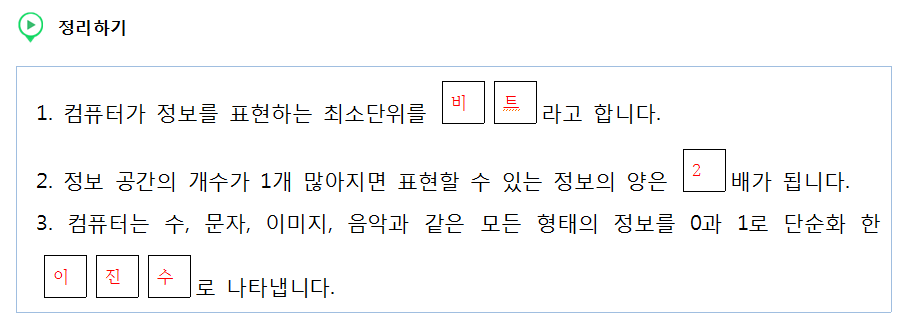 정리하기
1. 컴퓨터가 정보를 표현하는 최소단위를 비 트 라고 합니다.
2. 정보 공간의 개수가 1개 많아지면 표현할 수 있는 정보의 양은 2 배가 됩니다.
3. 컴퓨터는 수, 문자, 이미지, 음악과 같은 모든 형태의 정보를 0과 1로 단순화 한
이 진 수 로 나타냅니다.